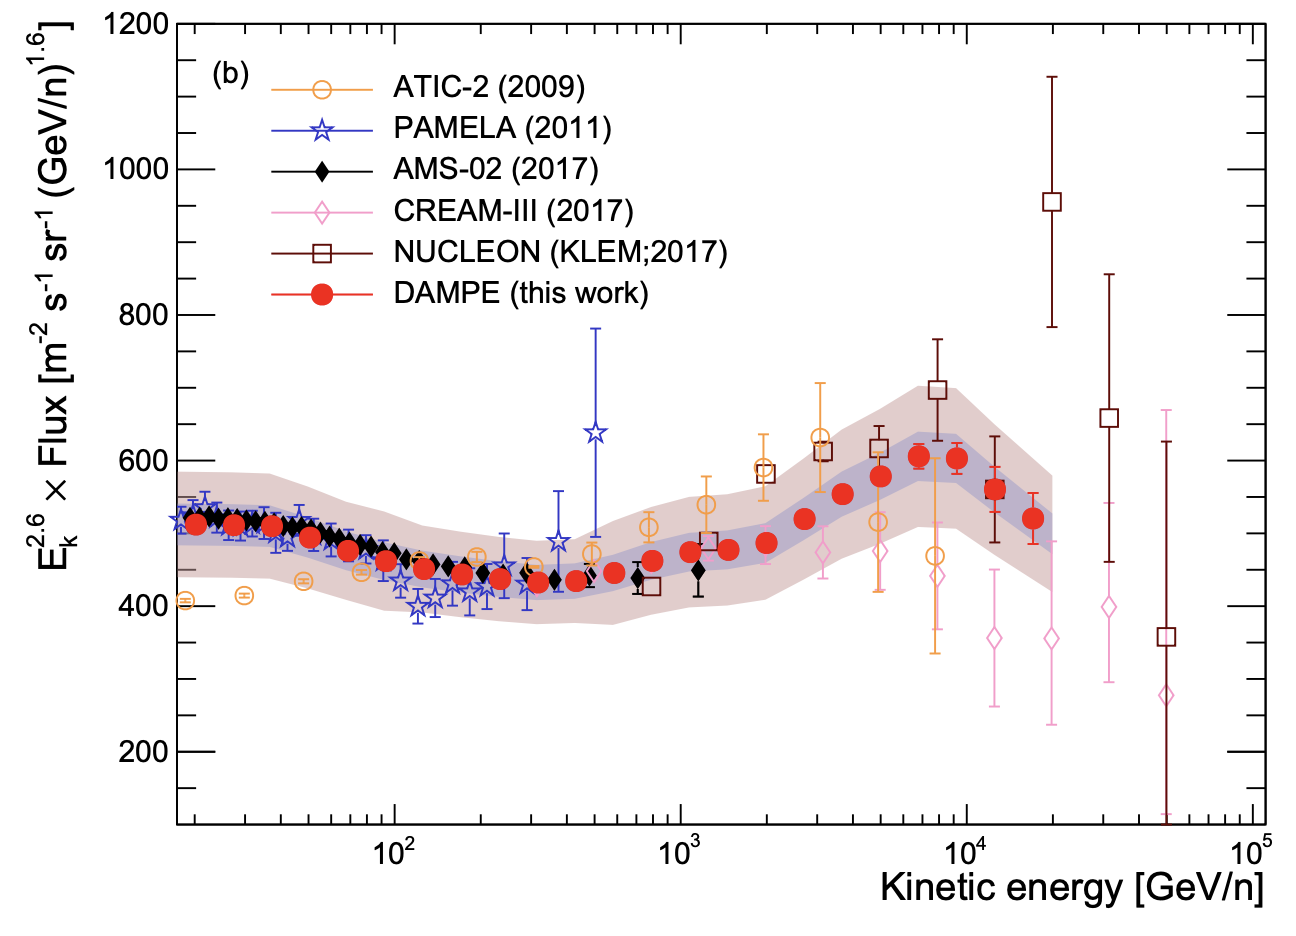 1200
1000
800
600
400
200
E_k^2.6 × Flux [m^-2 s^-1 sr^-1 (GeV/n)^1.6]
(b)
ATIC-2 (2009)
PAMELA (2011)
AMS-02 (2017)
CREAM-III (2017)
NUCLEON (KLEM;2017)
DAMPE (this work)
10^2 10^3 10^4 10^5
Kinetic energy [GeV/n]